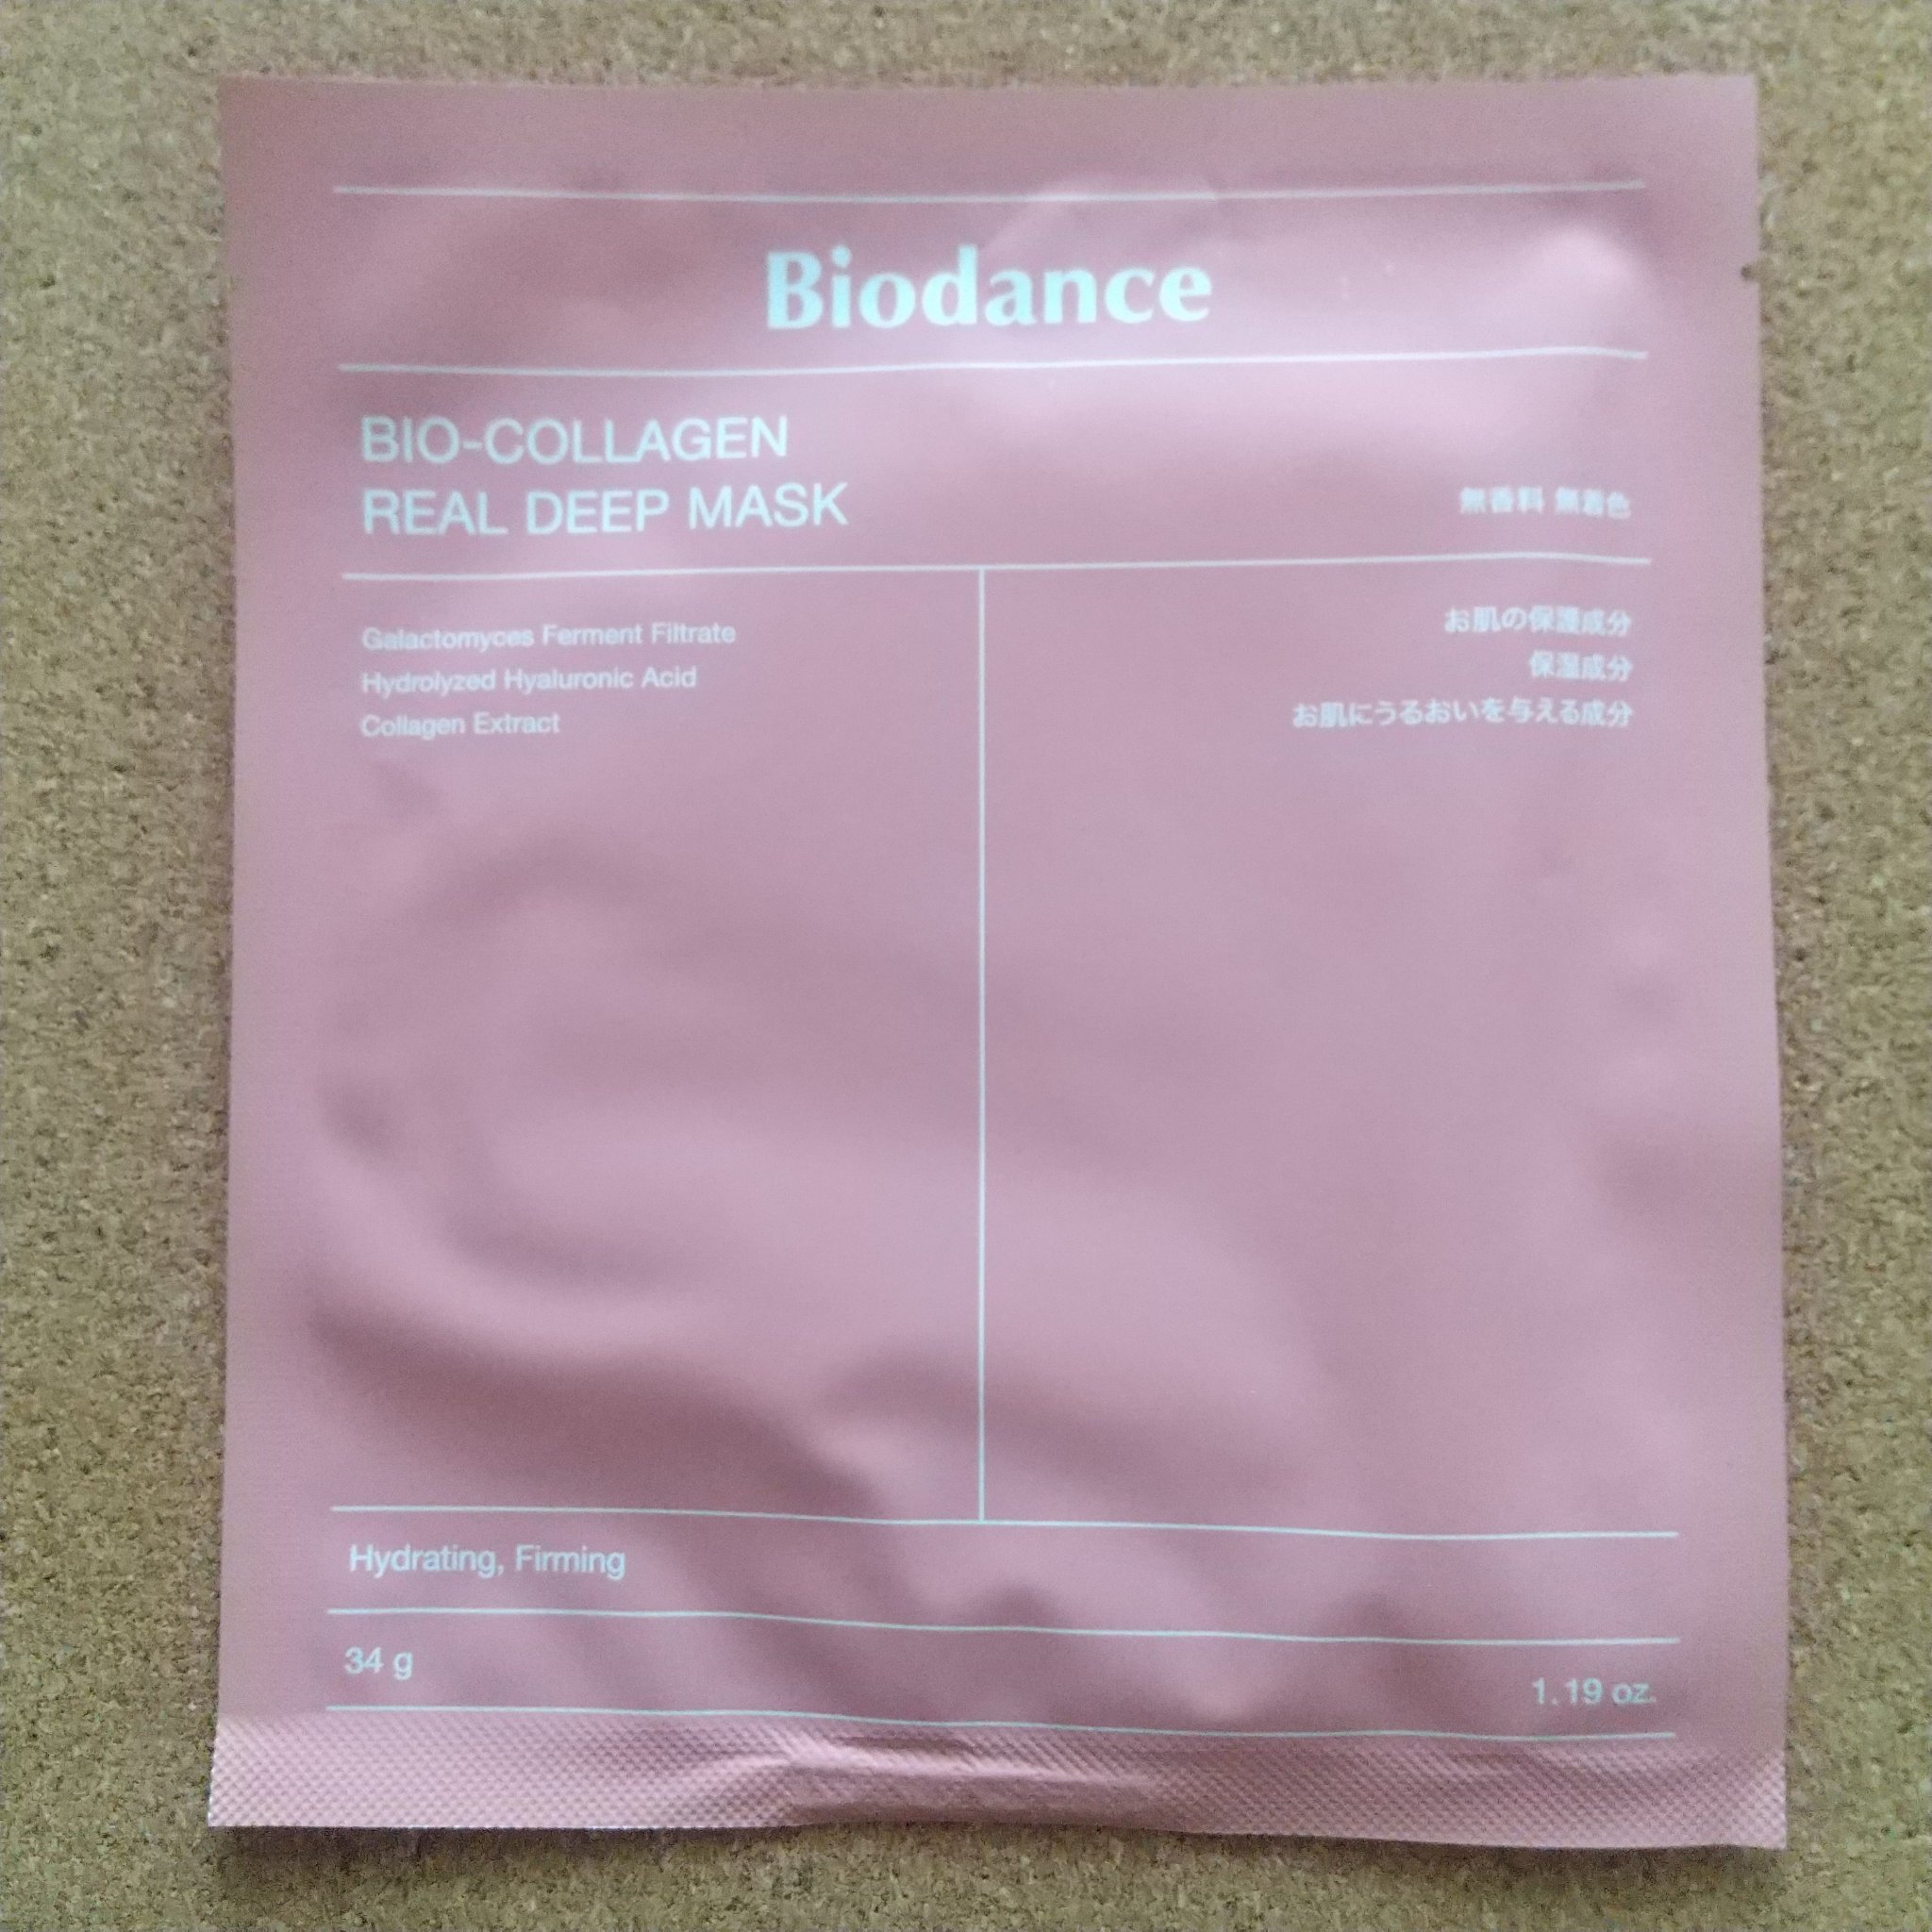 Biodance
BIO-COLLAGEN
REAL DEEP MASK
無香料 無着色
Galactomyces Ferment Filtrate
Hydrolyzed Hyaluronic Acid
Collagen Extract
お肌の保護成分
保湿成分
お肌にうるおいを与える成分
Hydrating, Firming
34 g
1.19 oz.